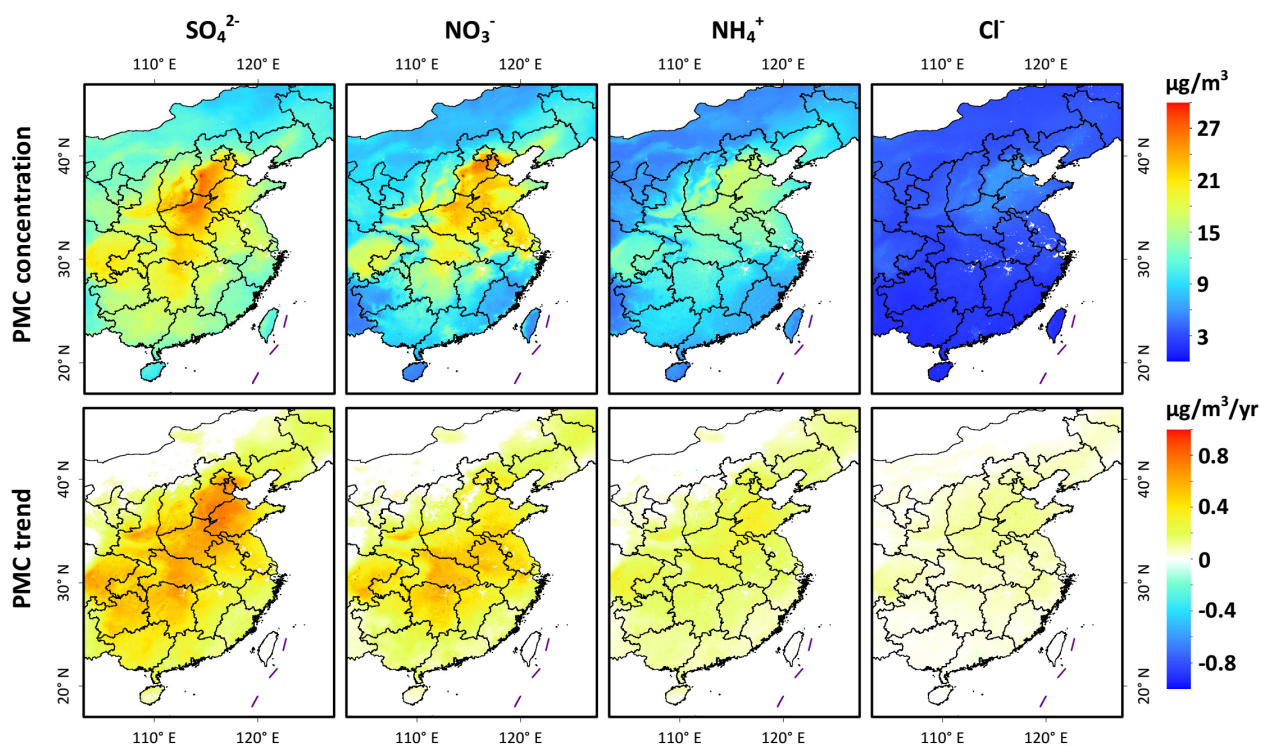 SO₄²⁻ NO₃⁻ NH₄⁺ Cl⁻
110° E 120° E 110° E 120° E 110° E 120° E 110° E 120° E
µg/m³
PMC concentration
40° N 30° N 20° N
40° N 30° N 20° N
27
21
15
9
3
µg/m³/yr
PMC trend
40° N 30° N 20° N
40° N 30° N 20° N
0.8
0.4
0
-0.4
-0.8
110° E 120° E 110° E 120° E 110° E 120° E 110° E 120° E